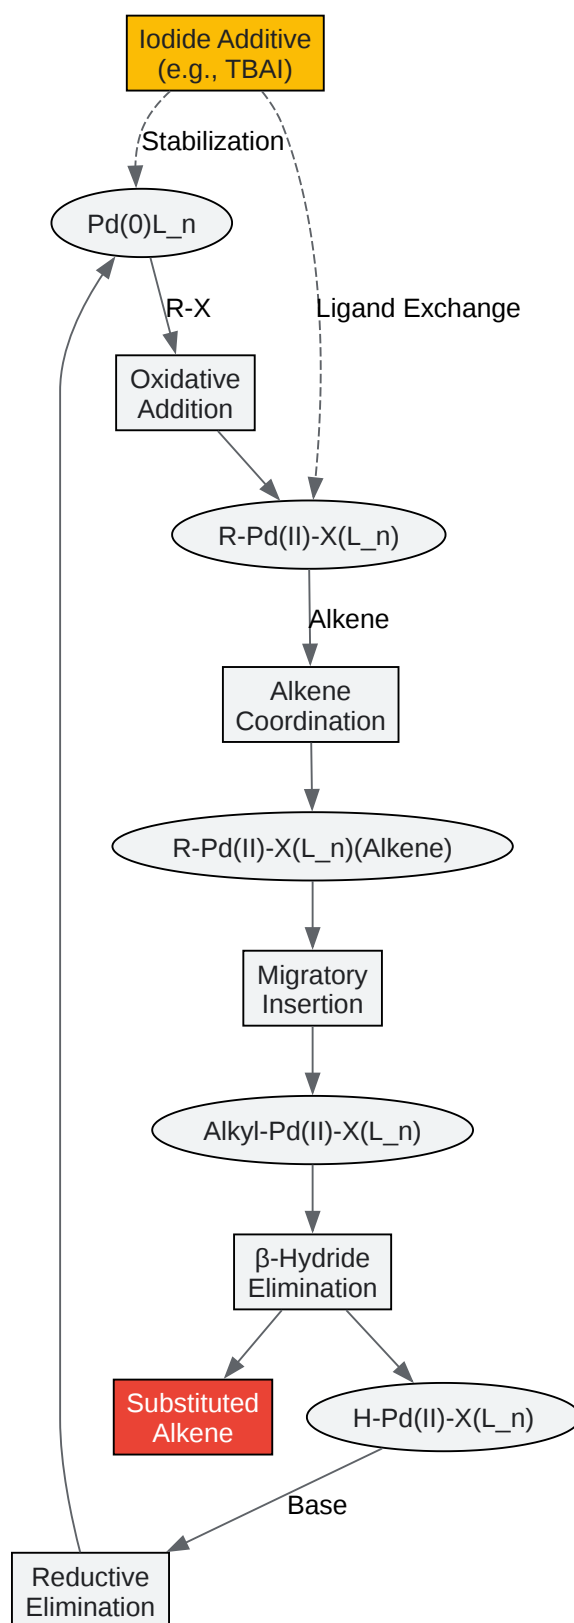 Iodide Additive
(e.g., TBAI)
Stabilization
Pd(0)L_n
R-X
Ligand Exchange
Oxidative
Addition
R-Pd(II)-X(L_n)
Alkene
Alkene
Coordination
R-Pd(II)-X(L_n)(Alkene)
Migratory
Insertion
Alkyl-Pd(II)-X(L_n)
β-Hydride
Elimination
Substituted
Alkene
H-Pd(II)-X(L_n)
Base
Reductive
Elimination